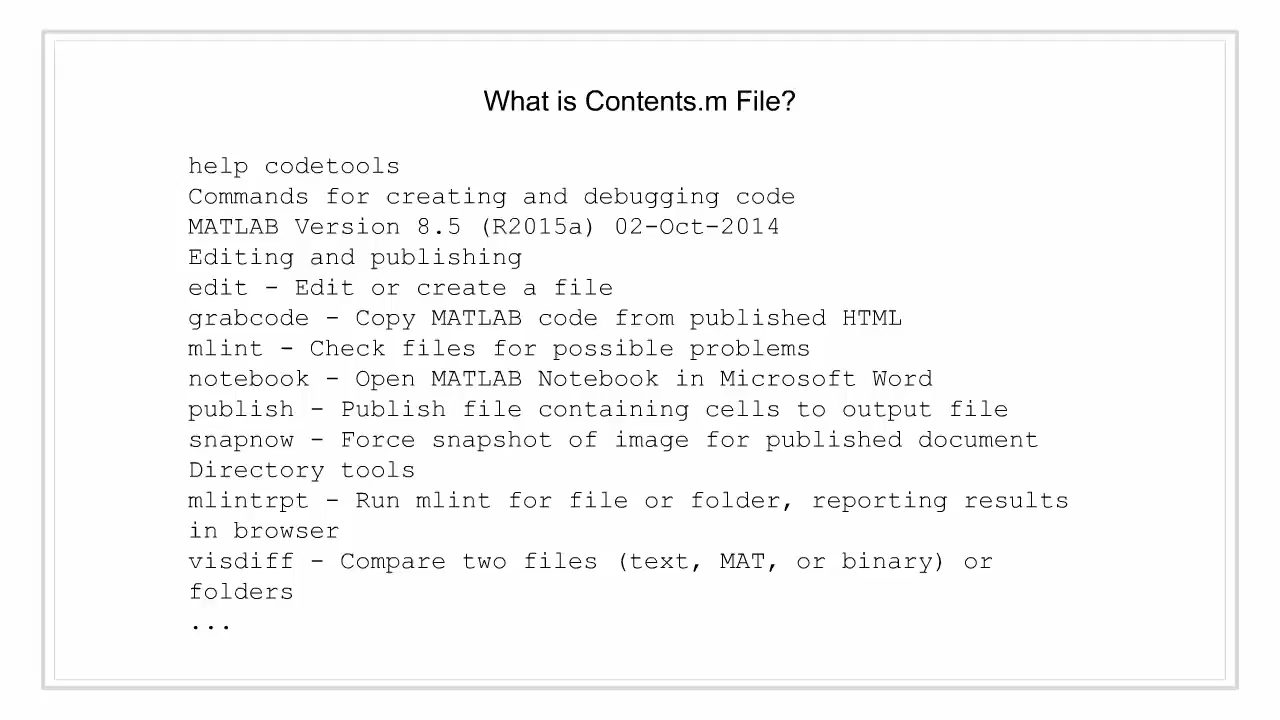 What is Contents.m File?
help codetools
Commands for creating and debugging code
MATLAB Version 8.5 (R2015a) 02-Oct-2014
Editing and publishing
edit - Edit or create a file
grabcode - Copy MATLAB code from published HTML
mlint - Check files for possible problems
notebook - Open MATLAB Notebook in Microsoft Word
publish - Publish file containing cells to output file
snapnow - Force snapshot of image for published document
Directory tools
mlintrpt - Run mlint for file or folder, reporting results
in browser
visdiff - Compare two files (text, MAT, or binary) or
folders
...